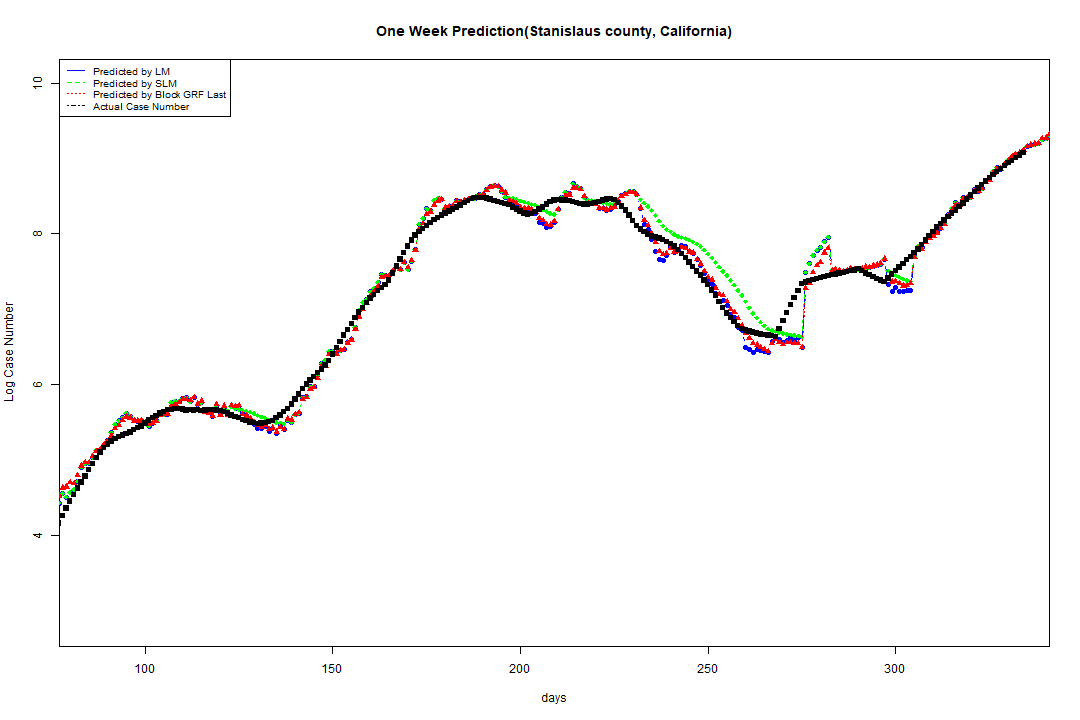 One Week Prediction(Stanislaus county, California)
Predicted by LM
Predicted by SLM
Predicted by Block GRF Last
Actual Case Number
10
8
6
4
Log Case Number
100 150 200 250 300
days